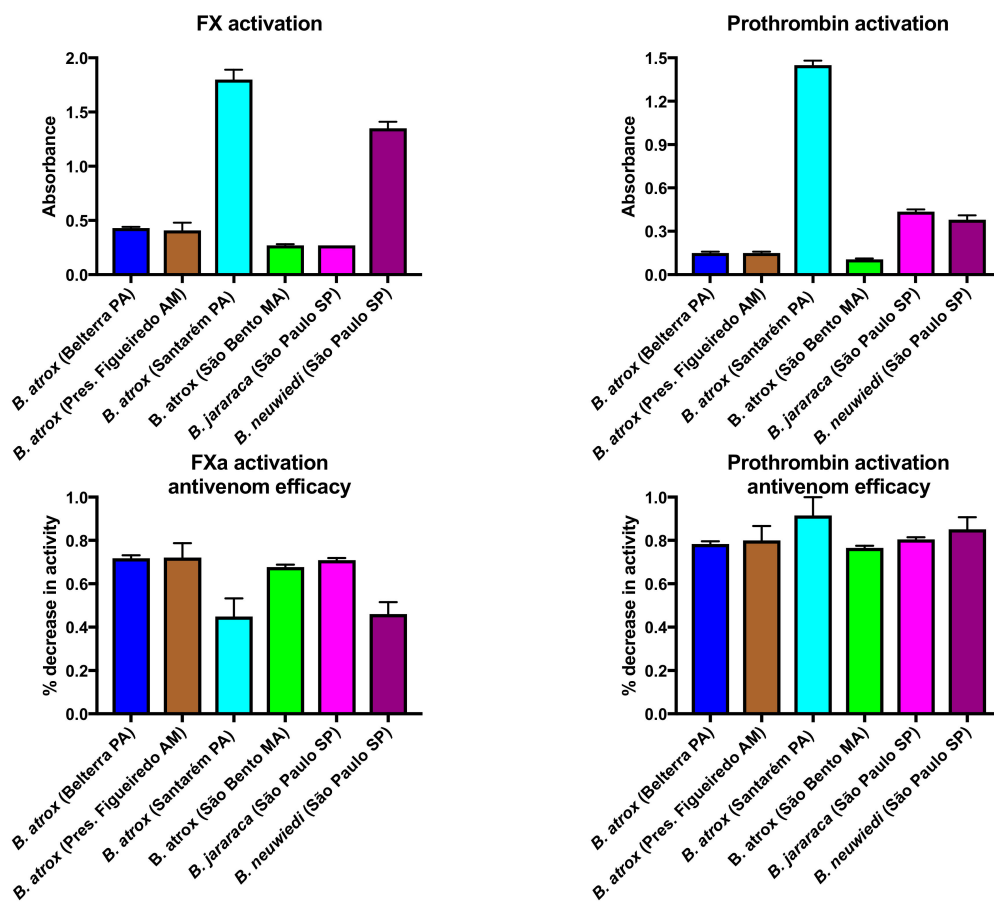 FX activation
Absorbance
2.0
1.5
1.0
0.5
0.0
B. atrox (Belterra PA)
B. atrox (Pres. Figueiredo AM)
B. atrox (Santarém PA)
B. atrox (São Bento MA)
B. jararaca (São Paulo SP)
B. neuwiedi (São Paulo SP)
Prothrombin activation
Absorbance
1.5
1.2
0.9
0.6
0.3
0.0
B. atrox (Belterra PA)
B. atrox (Pres. Figueiredo AM)
B. atrox (Santarém PA)
B. atrox (São Bento MA)
B. jararaca (São Paulo SP)
B. neuwiedi (São Paulo SP)
FXa activation
antivenom efficacy
% decrease in activity
1.0
0.8
0.6
0.4
0.2
0.0
B. atrox (Belterra PA)
B. atrox (Pres. Figueiredo AM)
B. atrox (Santarém PA)
B. atrox (São Bento MA)
B. jararaca (São Paulo SP)
B. neuwiedi (São Paulo SP)
Prothrombin activation
antivenom efficacy
% decrease in activity
1.0
0.8
0.6
0.4
0.2
0.0
B. atrox (Belterra PA)
B. atrox (Pres. Figueiredo AM)
B. atrox (Santarém PA)
B. atrox (São Bento MA)
B. jararaca (São Paulo SP)
B. neuwiedi (São Paulo SP)